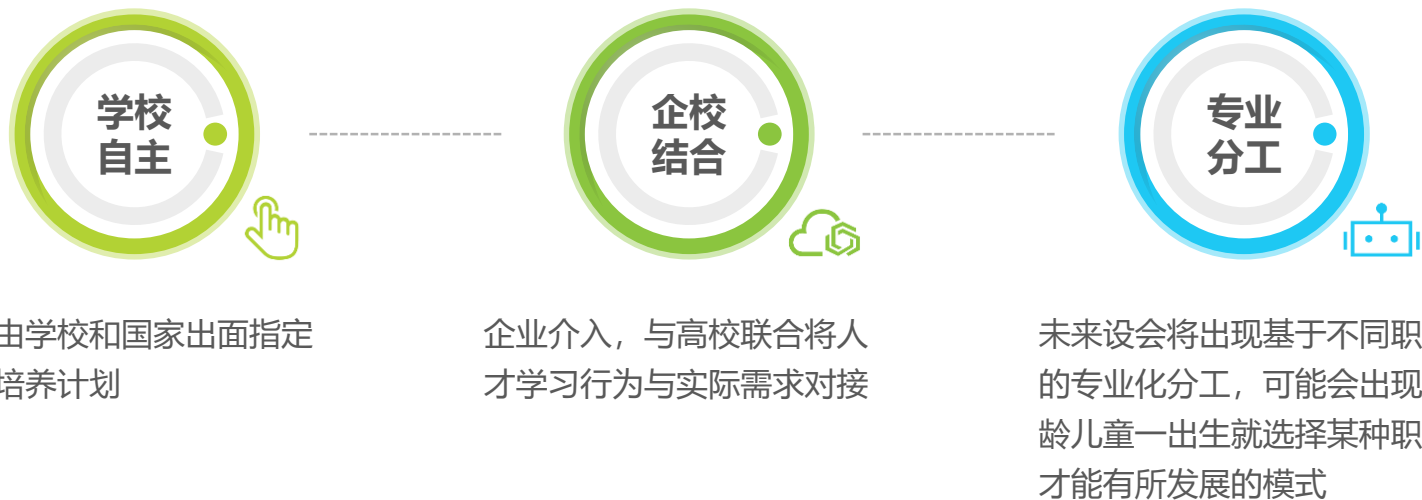 学校
自主
企校
结合
专业
分工
由学校和国家出面指定
培养计划
企业介入，与高校联合将人
才学习行为与实际需求对接
未来设会将出现基于不同职
的专业化分工，可能会出现
龄儿童一出生就选择某种职
才能有所发展的模式